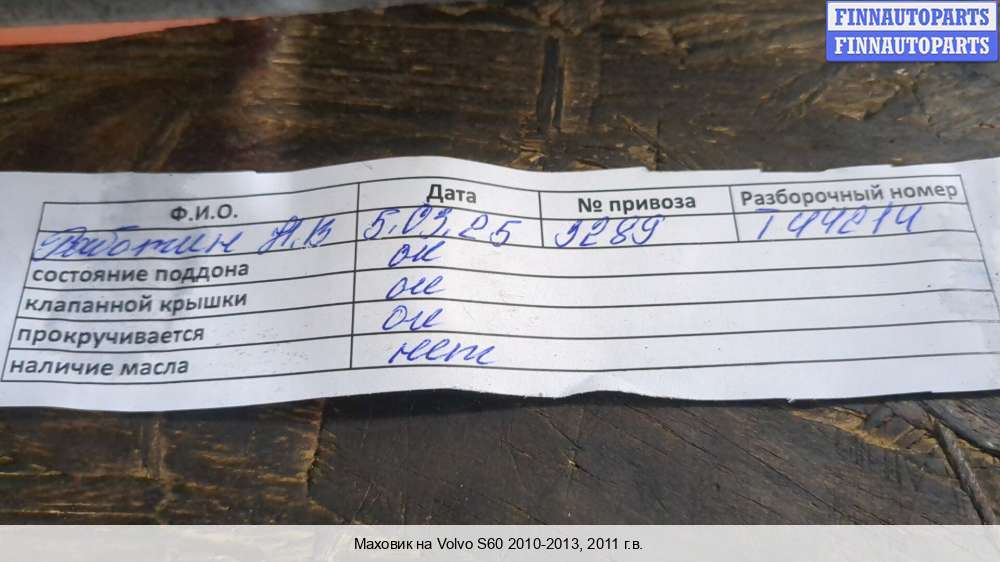 FINNAUTOPARTS
FINNAUTOPARTS
Ф.И.О. Дата № привоза Разборочный номер
А.В 5.03.25 3289 Т44214
состояние поддона ок
клапанной крышки ок
прокручивается ок
наличие масла нет
Маховик на Volvo S60 2010-2013, 2011 г.в.